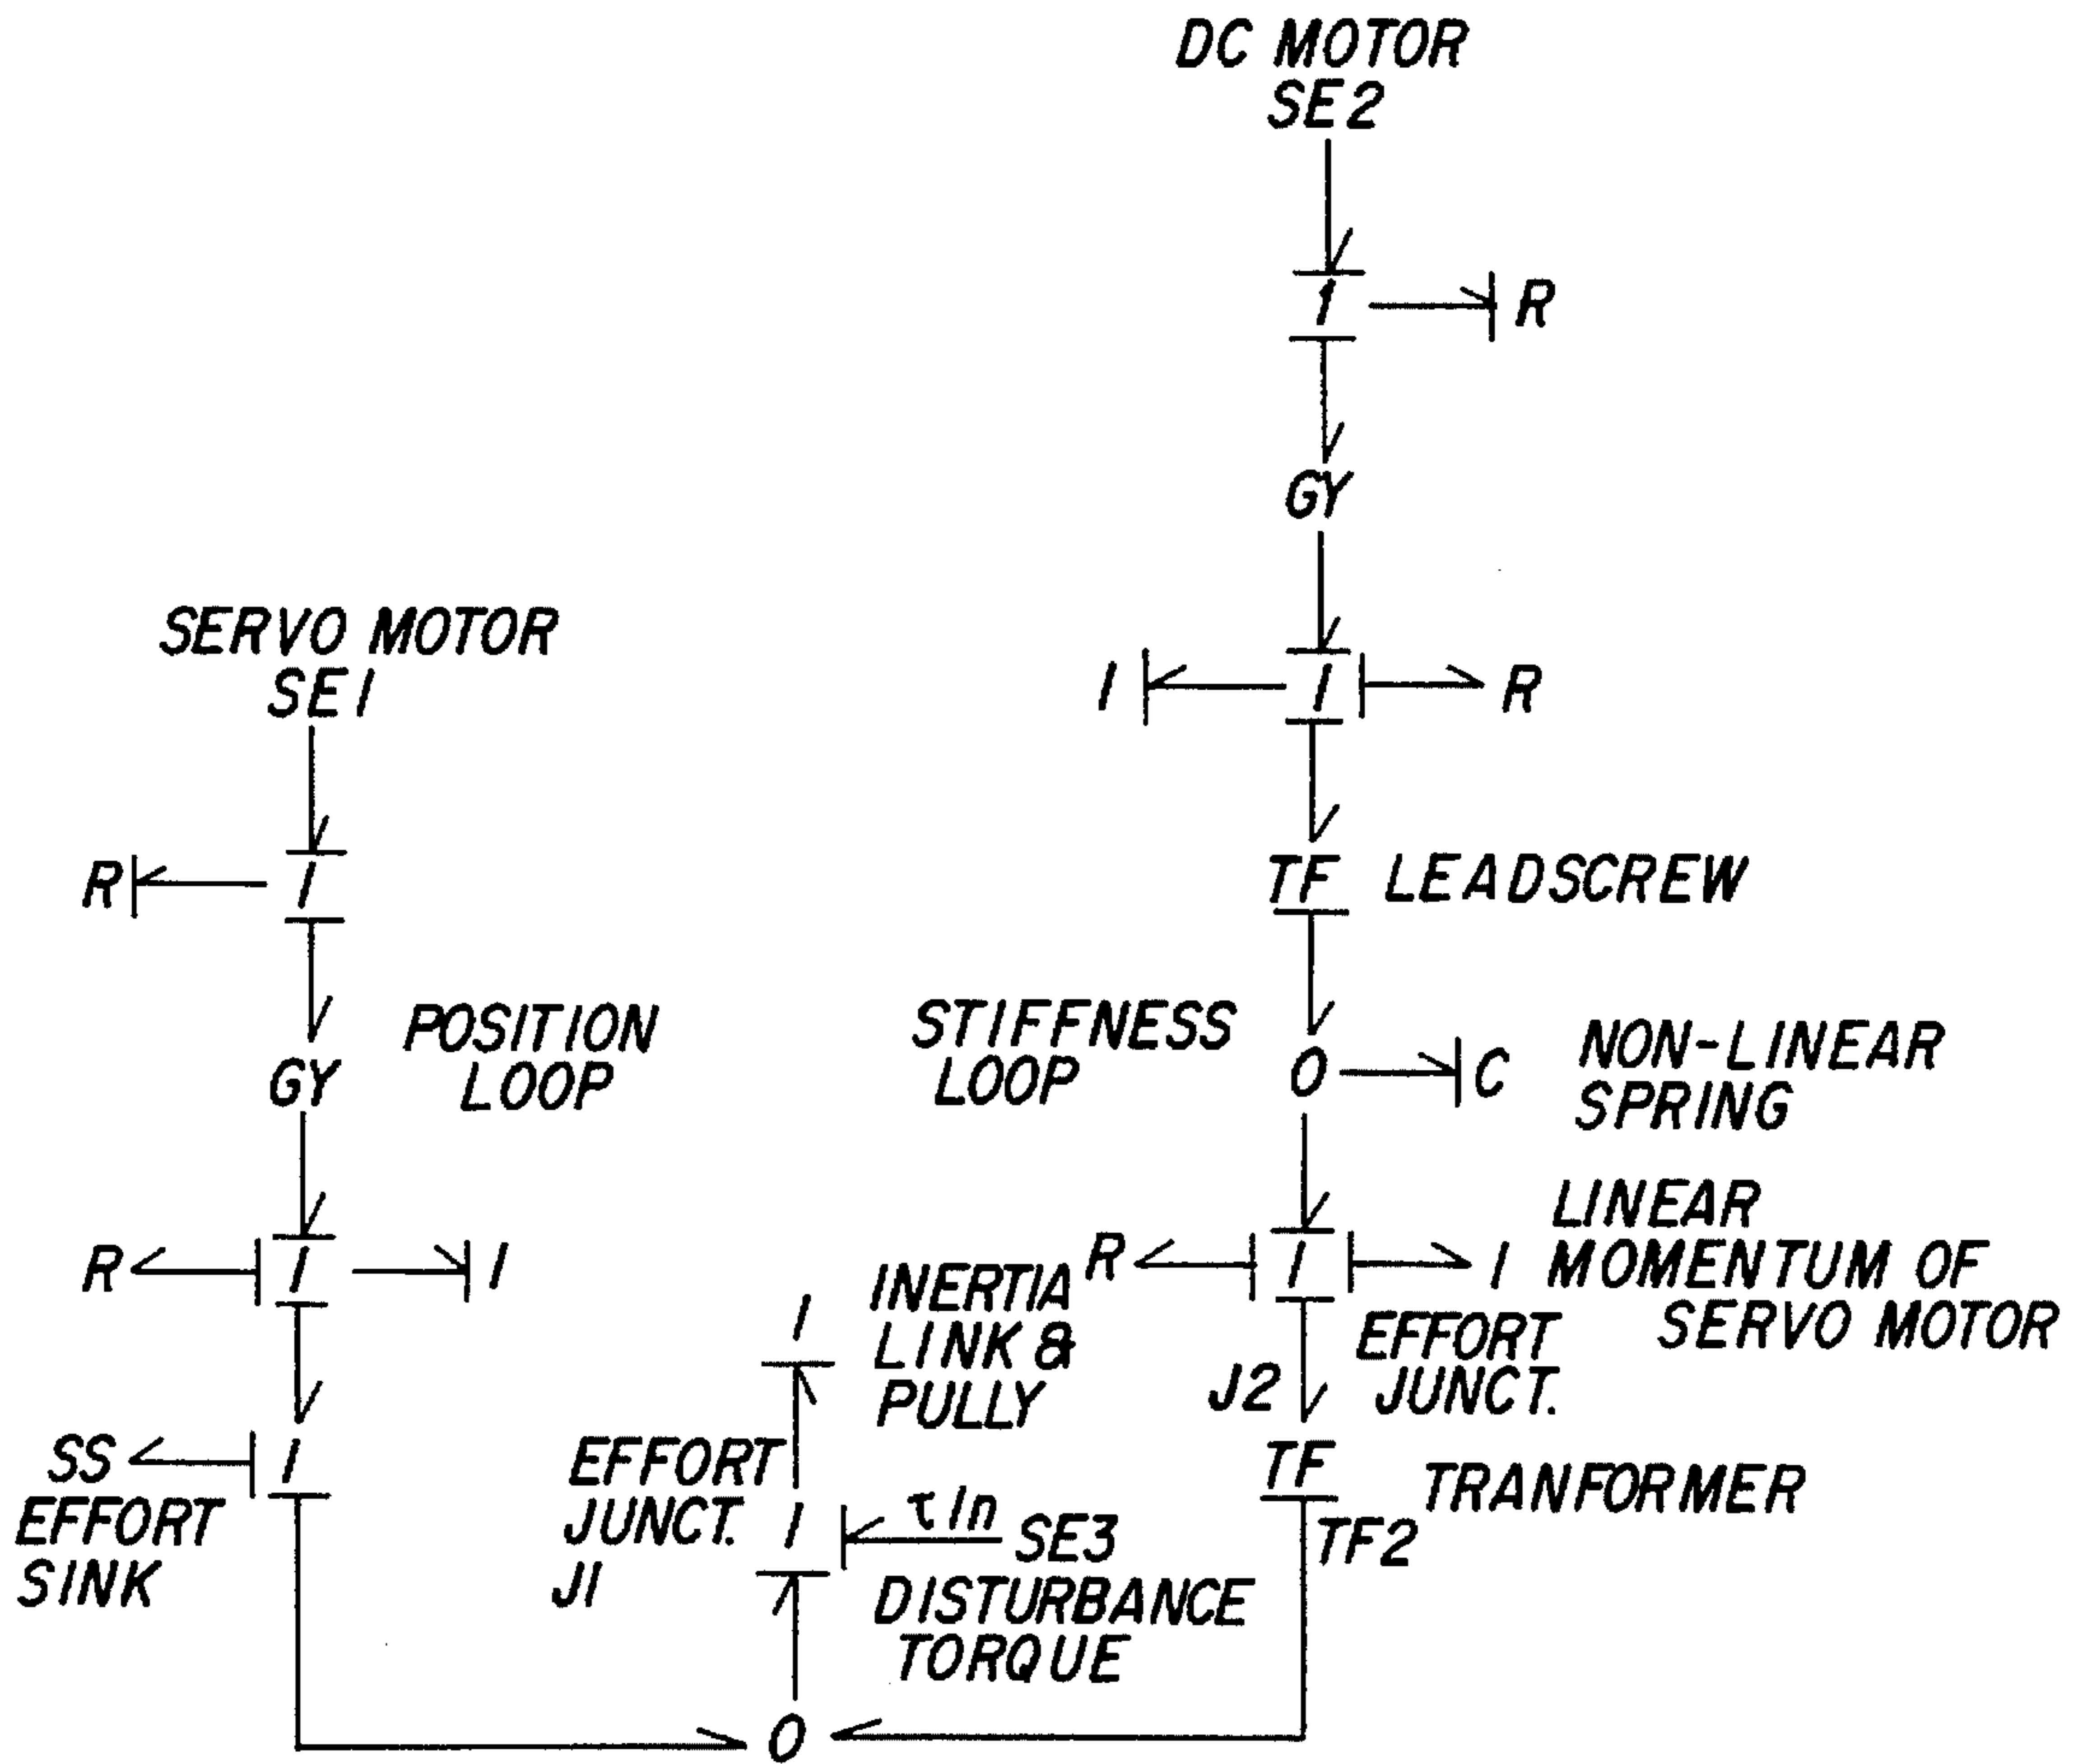 DC MOTOR
SE2
1 R
GY
SERVO MOTOR
SE1
I 1 R
R 1
TF LEADSCREW
POSITION
LOOP
STIFFNESS
LOOP
GY
O C
NON-LINEAR
SPRING
R 1 I
R 1 I
LINEAR
MOMENTUM OF
SERVO MOTOR
I
INERTIA
LINK &
PULLY
J2
EFFORT
JUNCT.
SS 1
EFFORT
SINK
EFFORT
JUNCT.
J1
1
τ In
SE3
DISTURBANCE
TORQUE
TF
TRANFORMER
TF2
O